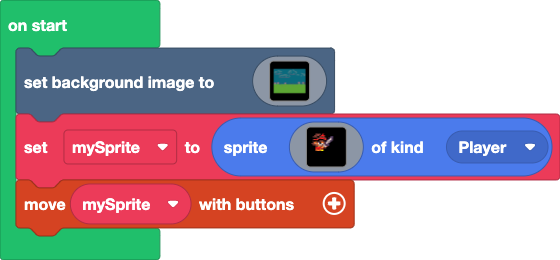 on start
set background image to
set mySprite to sprite of kind Player
move mySprite with buttons